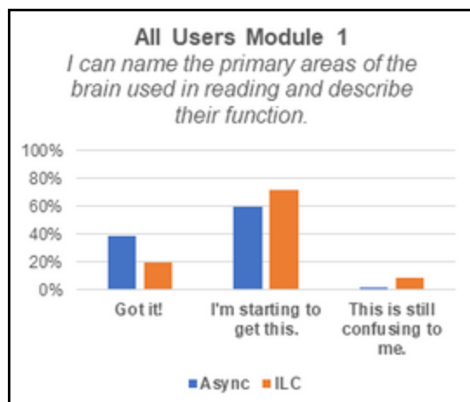 All Users Module 1
I can name the primary areas of the
brain used in reading and describe
their function.
100%
80%
60%
40%
20%
0%
Got it!
I'm starting to
get this.
This is still
confusing to
me.
Async
ILC